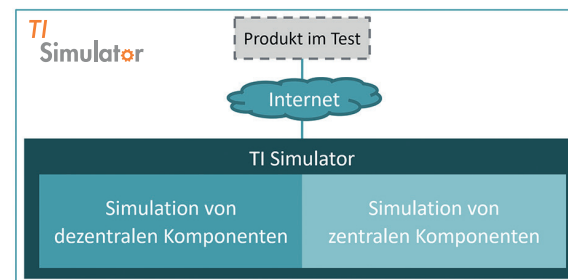 TI
Simulator
Produkt im Test
Internet
TI Simulator
Simulation von
dezentralen Komponenten
Simulation von
zentralen Komponenten